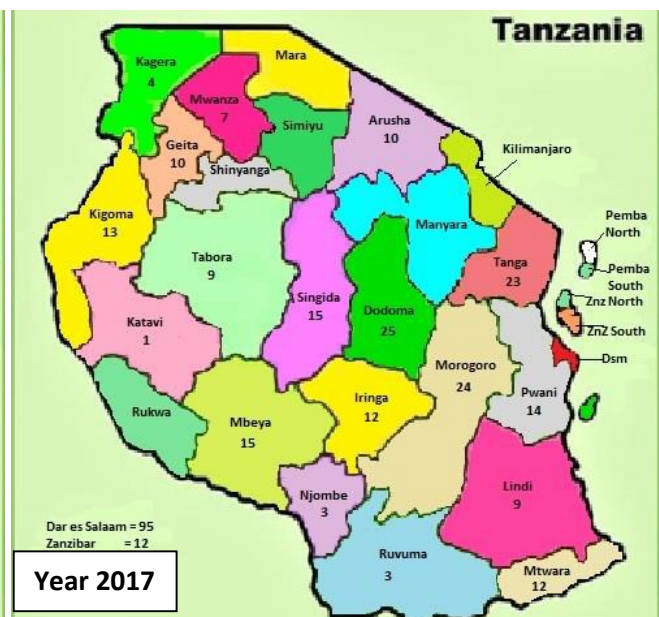 Tanzania
Kagera
4
Mara
Mwanza
7
Simiyu
Arusha
10
Geita
10
Shinyanga
Kilimanjaro
Kigoma
13
Tabora
9
Singida
15
Manyara
Dodoma
25
Tanga
23
Pemba
North
Pemba
South
Znz North
ZnZ South
Dsm
Katavi
1
Rukwa
Mbeya
15
Iringa
12
Morogoro
24
Pwani
14
Njombe
3
Lindi
9
Ruvuma
3
Mtwara
12
Dar es Salaam = 95
Zanzibar = 12
Year 2017